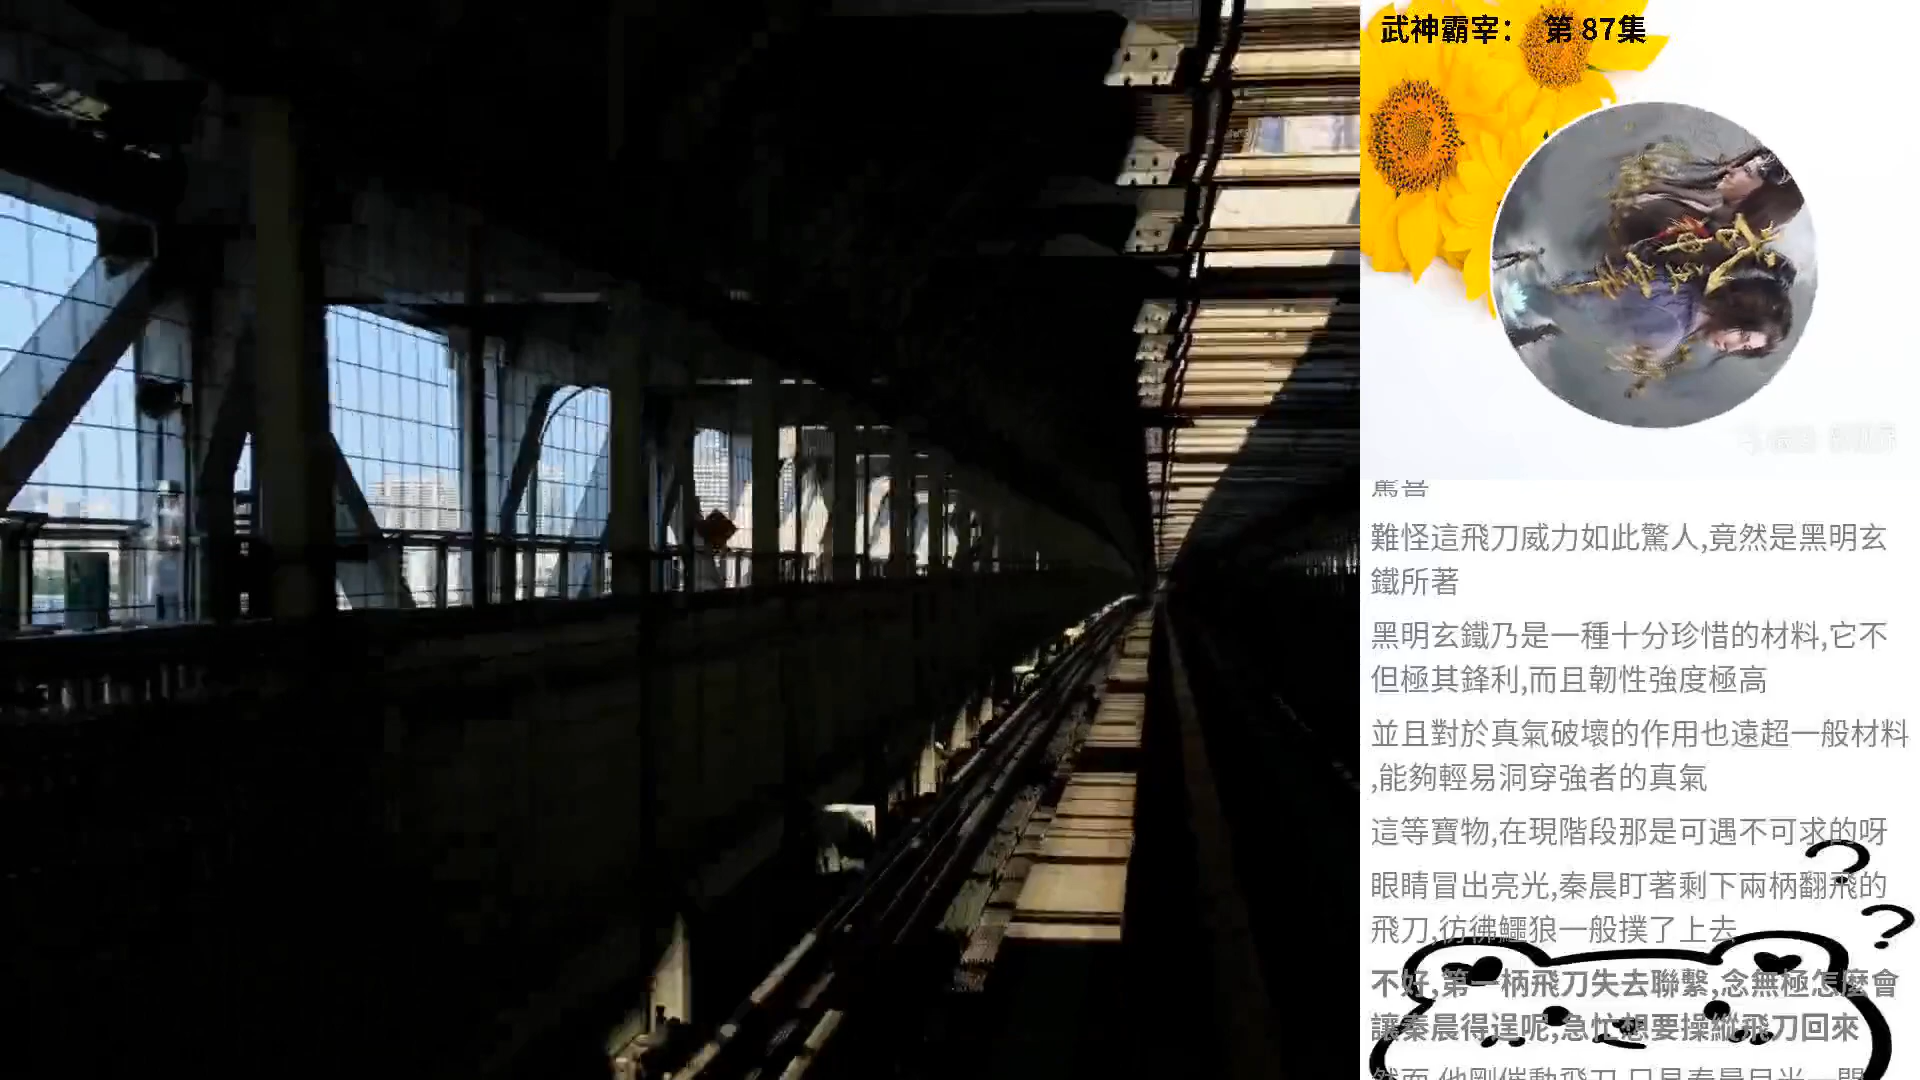 武神霸宰： 第 87集
難怪這飛刀威力如此驚人,竟然是黑明玄
鐵所著
黑明玄鐵乃是一種十分珍惜的材料,它不
但極其鋒利,而且韌性強度極高
並且對於真氣破壞的作用也遠超一般材料
,能夠輕易洞穿強者的真氣
這等寶物,在現階段那是可遇不可求的呀
眼睛冒出亮光,秦晨盯著剩下兩柄翻飛的
飛刀,彷彿鱷狼一般撲了上去
不好,第一柄飛刀失去聯繫,念無極怎麼會
讓秦晨得逞呢,急忙想要操縱飛刀回來